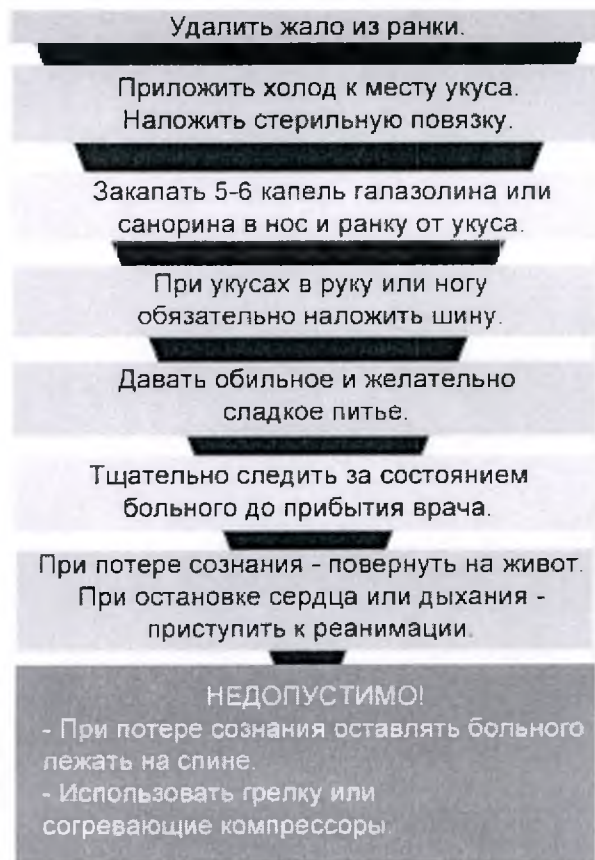 Удалить жало из ранки.
Приложить холод к месту укуса.
Наложить стерильную повязку.
Закапать 5-6 капель галазолина или
санорина в нос и ранку от укуса.
При укусах в руку или ногу
обязательно наложить шину.
Давать обильное и желательно
сладкое питье.
Тщательно следить за состоянием
больного до прибытия врача.
При потере сознания - повернуть на живот.
При остановке сердца или дыхания -
приступить к реанимации.
НЕДОПУСТИМО!
- При потере сознания оставлять больного
лежать на спине.
- Использовать грелку или
согревающие компрессоры.